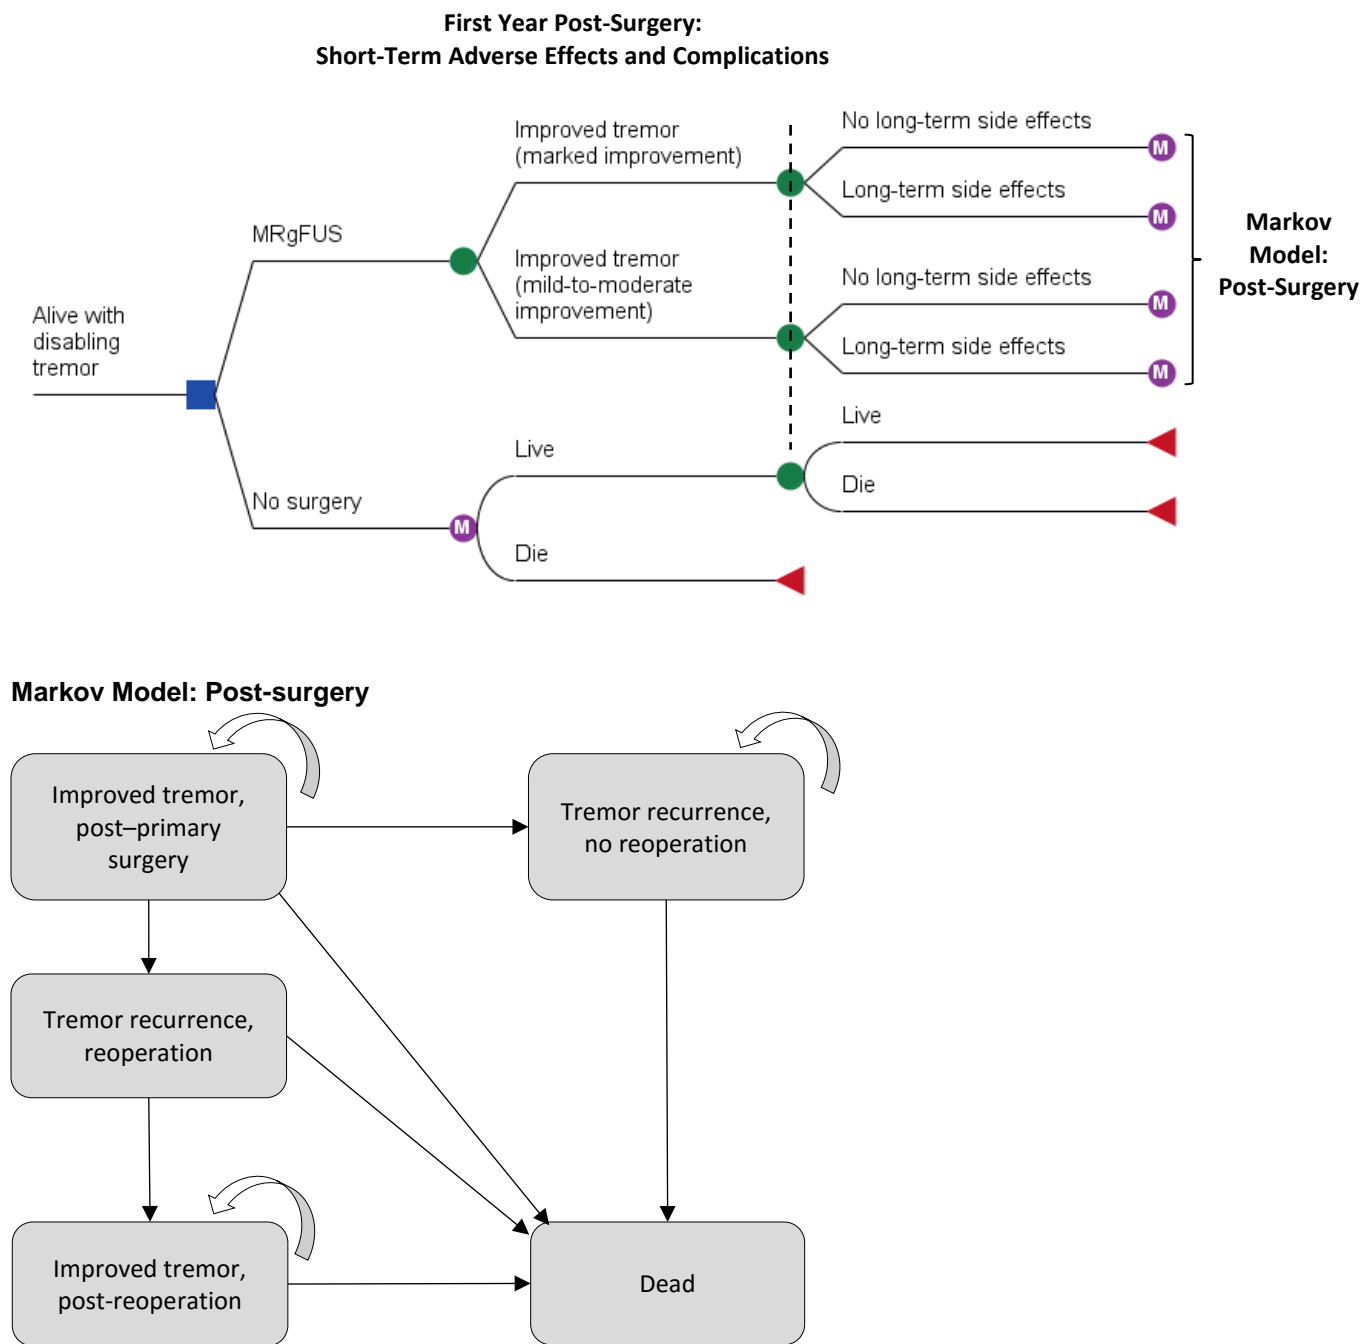 First Year Post-Surgery:
Short-Term Adverse Effects and Complications
Improved tremor
(marked improvement)
No long-term side effects
M
Long-term side effects
M
MRgFUS
Improved tremor
(mild-to-moderate
improvement)
No long-term side effects
M
Long-term side effects
M
Markov
Model:
Post-Surgery
Alive with
disabling
tremor
No surgery
M
Live
Die
Live
Die
Markov Model: Post-surgery
Improved tremor,
post–primary
surgery
Tremor recurrence,
no reoperation
Tremor recurrence,
reoperation
Improved tremor,
post-reoperation
Dead